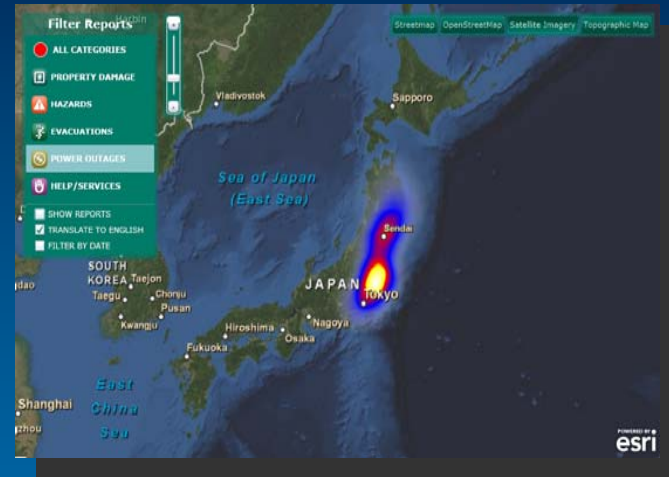 Filter Reports
Harbin
ALL CATEGORIES
PROPERTY DAMAGE
HAZARDS
EVACUATIONS
POWER OUTAGES
HELP/SERVICES
SHOW REPORTS
TRANSLATE TO ENGLISH
FILTER BY DATE
Streetmap
OpenStreetMap
Satellite Imagery
Topographic Map
Vladivostok
Sapporo
Sea of Japan
(East Sea)
Sendai
SOUTH
KOREA
Taejon
Taegu
Chonju
Pusan
Kwangju
JAPAN
Tokyo
Nagoya
Hiroshima
Osaka
Fukuoka
East
China
Sea
Shanghai
POWERED BY
esri